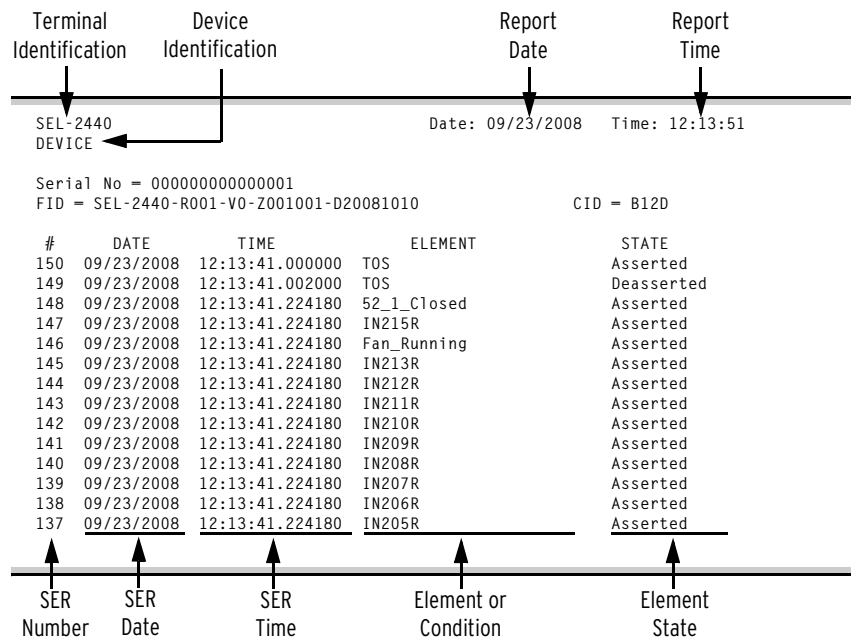 Terminal Identification
Device Identification
Report Date
Report Time
SEL-2440 Date: 09/23/2008 Time: 12:13:51
DEVICE
Serial No = 000000000000001
FID = SEL-2440-R001-V0-Z001001-D20081010 CID = B12D
# DATE TIME ELEMENT STATE
150 09/23/2008 12:13:41.000000 TOS Asserted
149 09/23/2008 12:13:41.002000 TOS Deasserted
148 09/23/2008 12:13:41.224180 52_1_Closed Asserted
147 09/23/2008 12:13:41.224180 IN215R Asserted
146 09/23/2008 12:13:41.224180 Fan_Running Asserted
145 09/23/2008 12:13:41.224180 IN213R Asserted
144 09/23/2008 12:13:41.224180 IN212R Asserted
143 09/23/2008 12:13:41.224180 IN211R Asserted
142 09/23/2008 12:13:41.224180 IN210R Asserted
141 09/23/2008 12:13:41.224180 IN209R Asserted
140 09/23/2008 12:13:41.224180 IN208R Asserted
139 09/23/2008 12:13:41.224180 IN207R Asserted
138 09/23/2008 12:13:41.224180 IN206R Asserted
137 09/23/2008 12:13:41.224180 IN205R Asserted
SER Number
SER Date
SER Time
Element or Condition
Element State